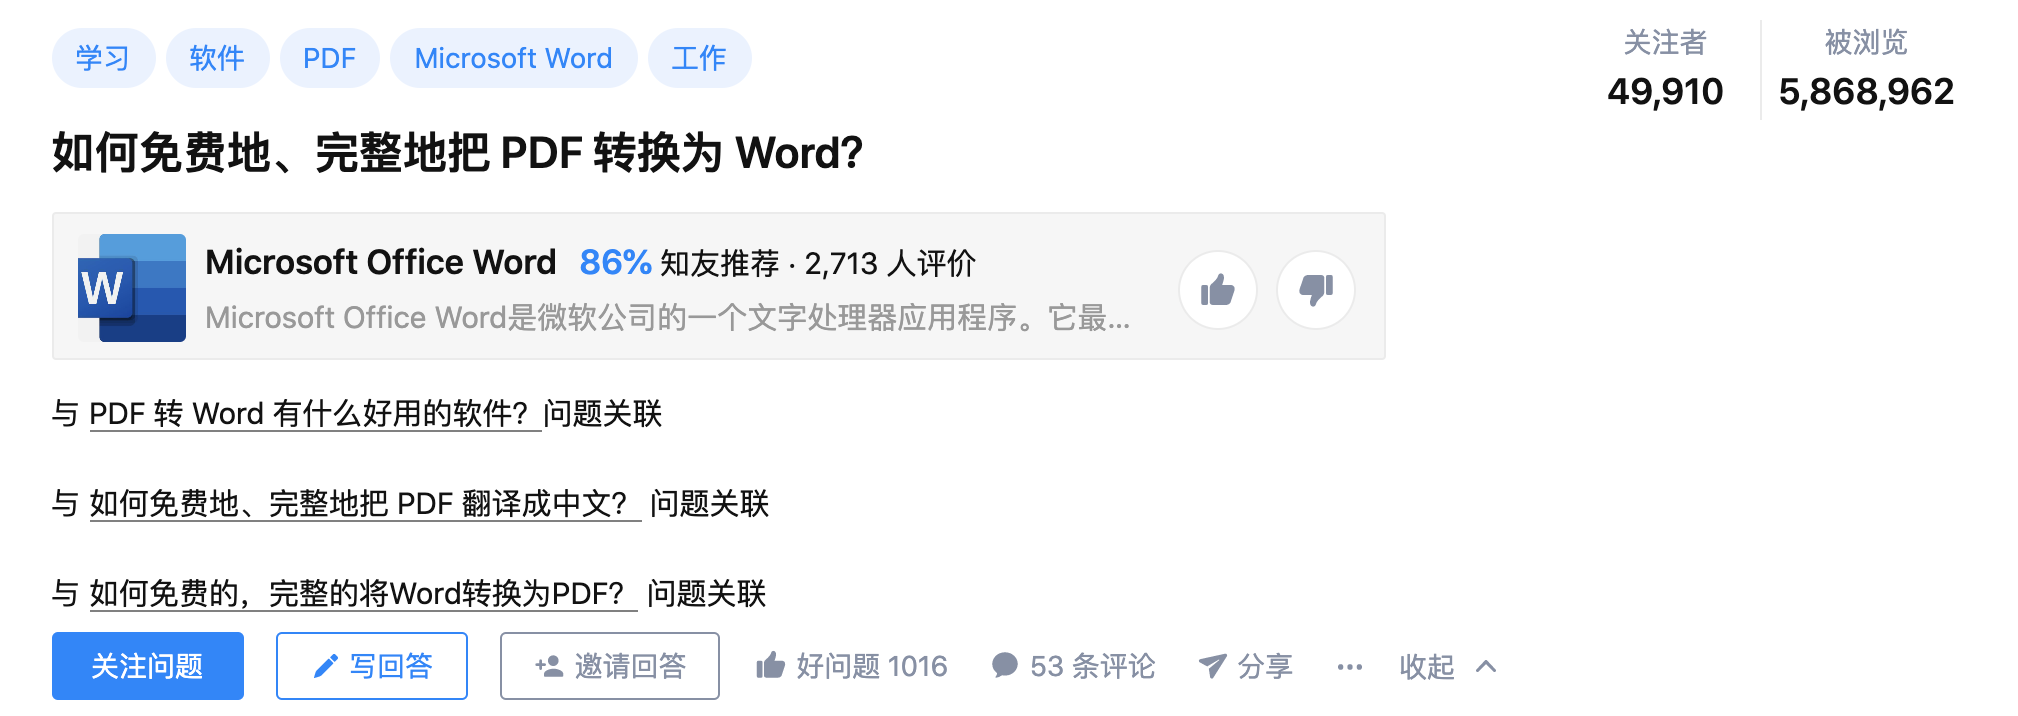 学习 软件 PDF Microsoft Word 工作
关注者 被浏览
49,910 5,868,962
如何免费地、完整地把 PDF 转换为 Word?
W
Microsoft Office Word 86% 知友推荐 · 2,713 人评价
Microsoft Office Word是微软公司的一个文字处理器应用程序。它最...
与 PDF 转 Word 有什么好用的软件？问题关联
与 如何免费地、完整地把 PDF 翻译成中文？ 问题关联
与 如何免费的，完整的将Word转换为PDF？ 问题关联
关注问题 写回答 邀请回答 好问题 1016 53 条评论 分享 ··· 收起